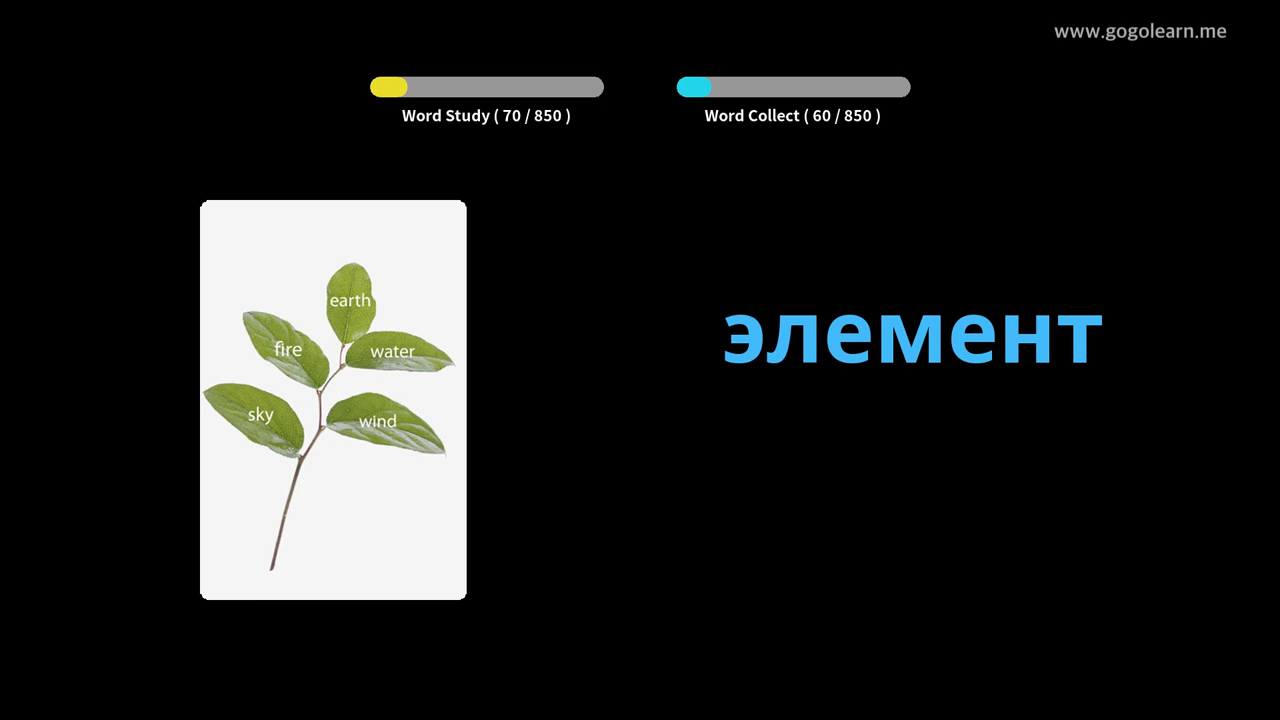 www.gogolearn.me
Word Study ( 70 / 850 )
Word Collect ( 60 / 850 )
earth
fire
water
sky
wind
элемент